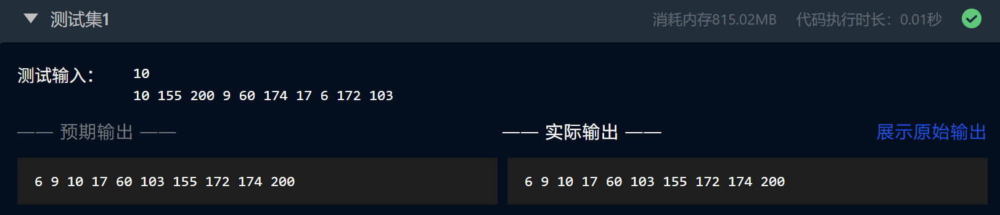 测试集1 消耗内存815.02MB 代码执行时长：0.01秒
测试输入： 10
10 155 200 9 60 174 17 6 172 103
—— 预期输出 —— —— 实际输出 —— 展示原始输出
6 9 10 17 60 103 155 172 174 200 6 9 10 17 60 103 155 172 174 200